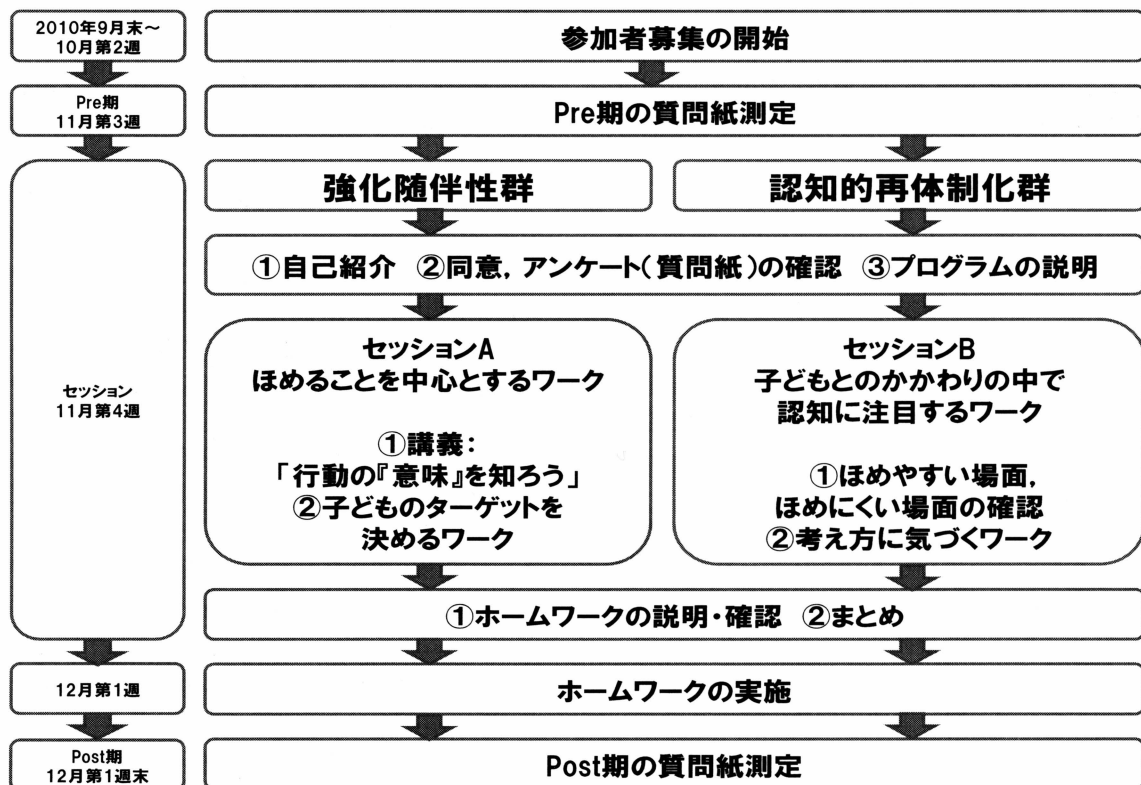 2010年9月末～
10月第2週
参加者募集の開始
Pre期
11月第3週
Pre期の質問紙測定
強化随伴性群
認知的再体制化群
①自己紹介 ②同意，アンケート(質問紙)の確認 ③プログラムの説明
セッション
11月第4週
セッションA
ほめることを中心とするワーク
①講義：
「行動の『意味』を知ろう」
②子どものターゲットを
決めるワーク
セッションB
子どもとのかかわりの中で
認知に注目するワーク
①ほめやすい場面，
ほめにくい場面の確認
②考え方に気づくワーク
①ホームワークの説明・確認 ②まとめ
12月第1週
ホームワークの実施
Post期
12月第1週末
Post期の質問紙測定